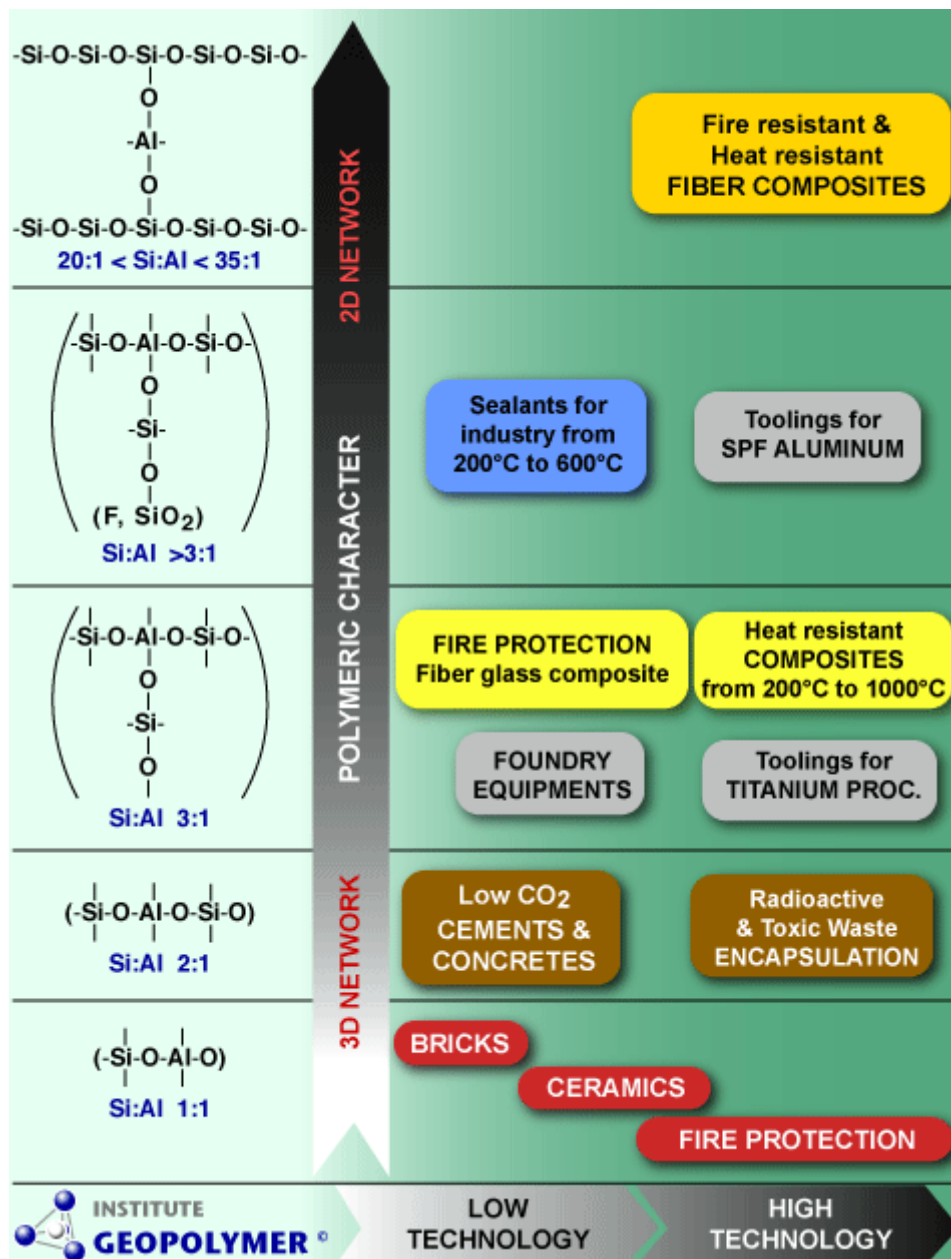 -Si-O-Si-O-Si-O-Si-O-Si-O-
O
-Al-
O
-Si-O-Si-O-Si-O-Si-O-Si-O-
20:1 < Si:Al < 35:1
Fire resistant &
Heat resistant
FIBER COMPOSITES
2D NETWORK
(-Si-O-Al-O-Si-O-)
O
-Si-
O
(F, SiO2)
Si:Al >3:1
Sealants for
industry from
200°C to 600°C
Toolings for
SPF ALUMINUM
POLYMERIC CHARACTER
(-Si-O-Al-O-Si-O-)
O
-Si-
O
Si:Al 3:1
FIRE PROTECTION
Fiber glass composite
Heat resistant
COMPOSITES
from 200°C to 1000°C
FOUNDRY
EQUIPMENTS
Toolings for
TITANIUM PROC.
3D NETWORK
(-Si-O-Al-O-Si-O)
Si:Al 2:1
Low CO2
CEMENTS &
CONCRETES
Radioactive
& Toxic Waste
ENCAPSULATION
(-Si-O-Al-O)
Si:Al 1:1
BRICKS
CERAMICS
FIRE PROTECTION
INSTITUTE
GEOPOLYMER ©
LOW
TECHNOLOGY
HIGH
TECHNOLOGY